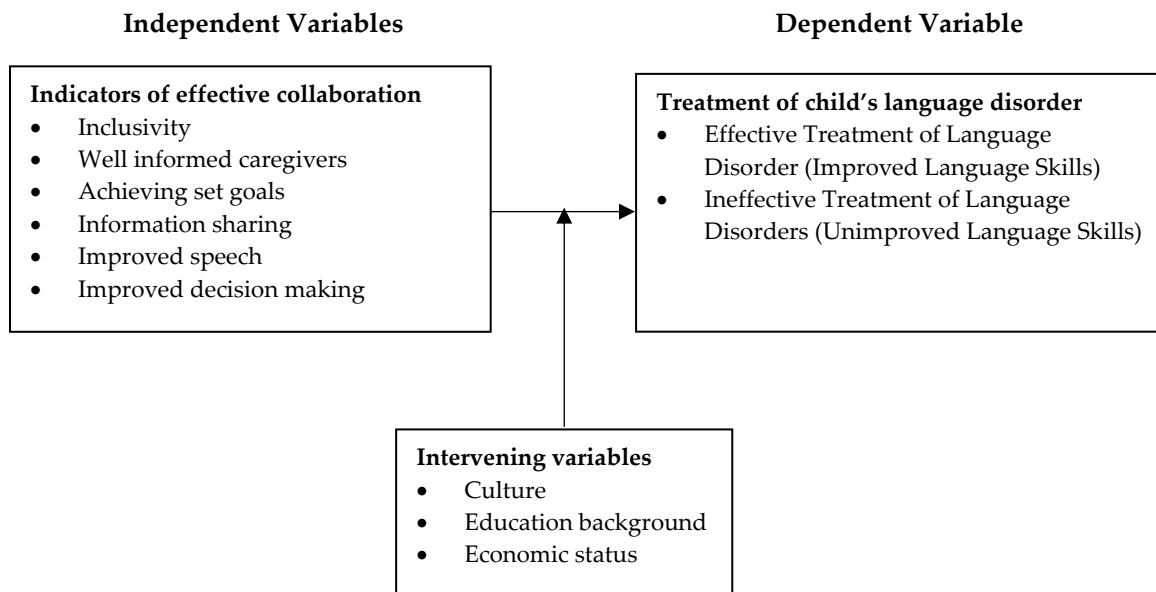 Independent Variables
Dependent Variable
Indicators of effective collaboration
• Inclusivity
• Well informed caregivers
• Achieving set goals
• Information sharing
• Improved speech
• Improved decision making
Treatment of child’s language disorder
• Effective Treatment of Language
Disorder (Improved Language Skills)
• Ineffective Treatment of Language
Disorders (Unimproved Language Skills)
Intervening variables
• Culture
• Education background
• Economic status